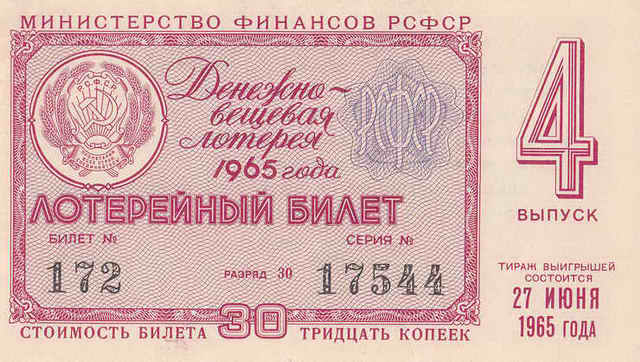 МИНИСТЕРСТВО ФИНАНСОВ РСФСР
РСФСР
Денежно-
вещевая
лотерея
1965 года
РСФСР
4
ВЫПУСК
ЛОТЕРЕЙНЫЙ БИЛЕТ
БИЛЕТ № СЕРИЯ №
172 РАЗРЯД 30 17544
ТИРАЖ ВЫИГРЫШЕЙ
СОСТОИТСЯ
27 ИЮНЯ
1965 ГОДА
СТОИМОСТЬ БИЛЕТА 30 ТРИДЦАТЬ КОПЕЕК